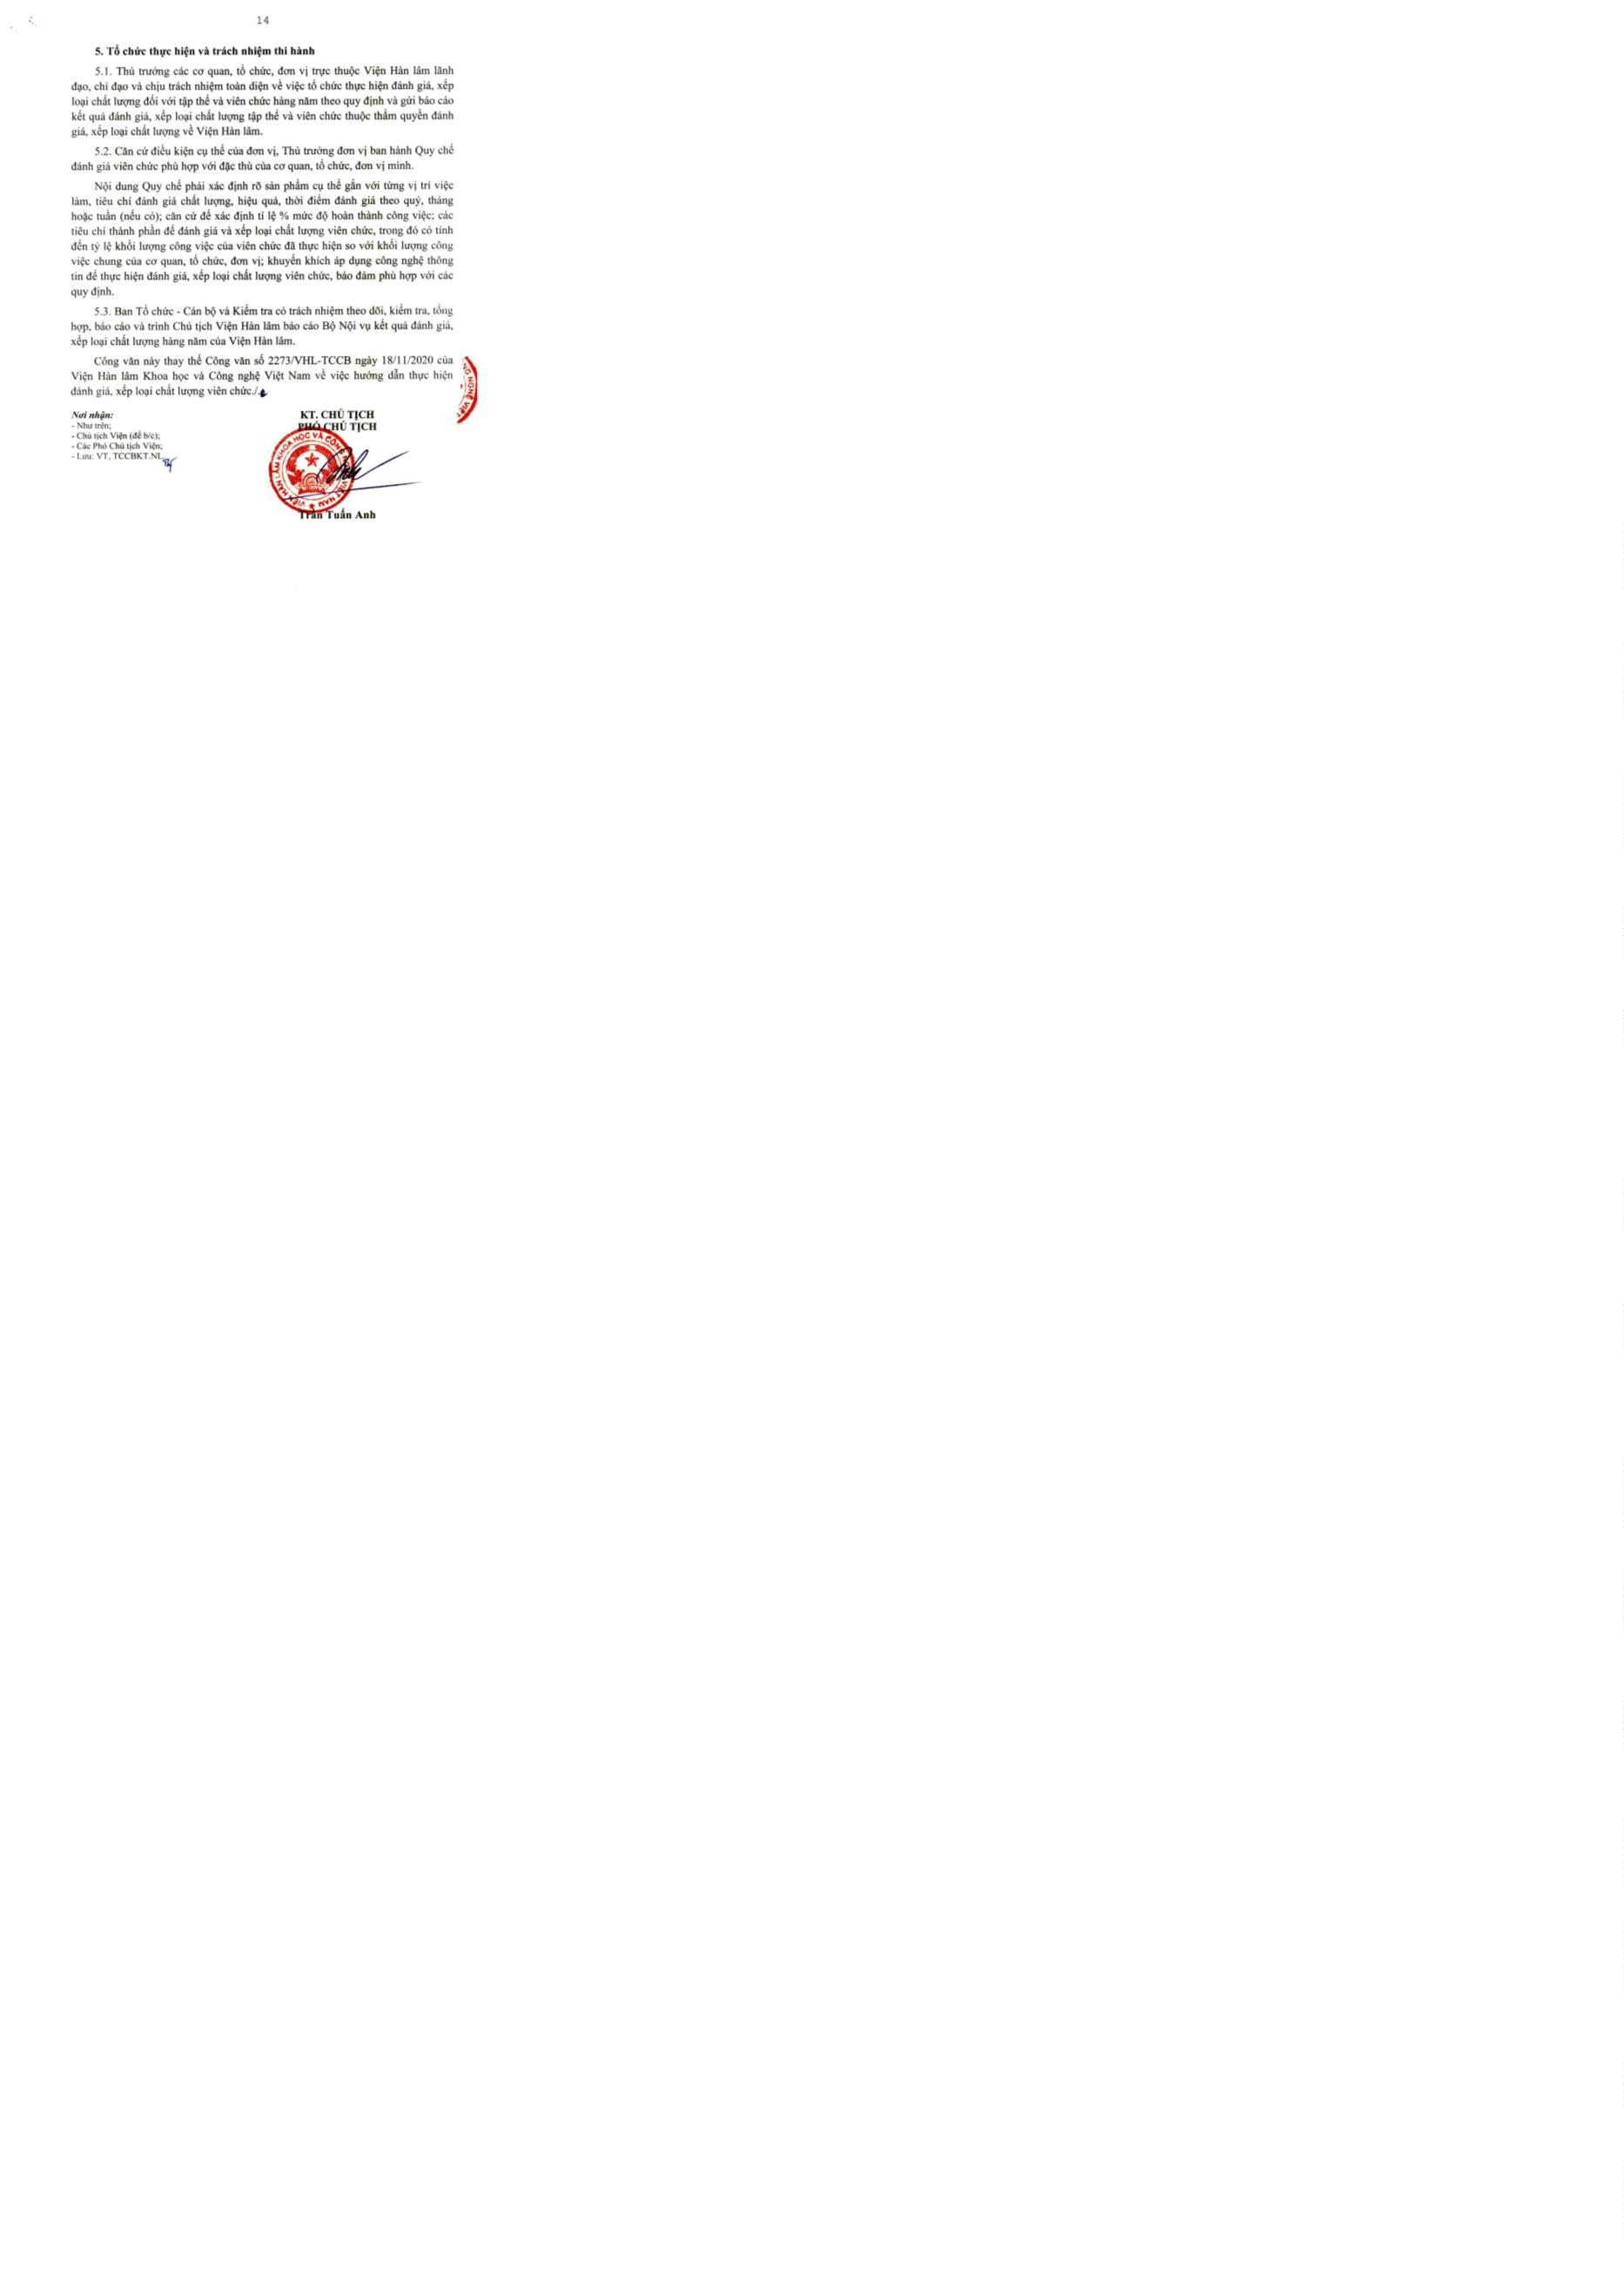 14
5. Tổ chức thực hiện và trách nhiệm thi hành
5.1. Thủ trưởng các cơ quan, tổ chức, đơn vị trực thuộc Viện Hàn lâm lãnh
đạo, chỉ đạo và chịu trách nhiệm toàn diện về việc tổ chức thực hiện đánh giá, xếp
loại chất lượng đối với tập thể và viên chức hàng năm theo quy định và gửi báo cáo
kết quả đánh giá, xếp loại chất lượng tập thể và viên chức thuộc thẩm quyền đánh
giá, xếp loại chất lượng về Viện Hàn lâm.
5.2. Căn cứ điều kiện cụ thể của đơn vị, Thủ trưởng đơn vị ban hành Quy chế
đánh giá viên chức phù hợp với đặc thù của cơ quan, tổ chức, đơn vị mình.
Nội dung Quy chế phải xác định rõ sản phẩm cụ thể gắn với từng vị trí việc
làm, tiêu chí đánh giá chất lượng, hiệu quả, thời điểm đánh giá theo quý, tháng
hoặc tuần (nếu có); căn cứ để xác định tỉ lệ % mức độ hoàn thành công việc; các
tiêu chí thành phần để đánh giá và xếp loại chất lượng viên chức, trong đó có tính
đến tỷ lệ khối lượng công việc của viên chức đã thực hiện so với khối lượng công
việc chung của cơ quan, tổ chức, đơn vị; khuyến khích áp dụng công nghệ thông
tin để thực hiện đánh giá, xếp loại chất lượng viên chức, bảo đảm phù hợp với các
quy định.
5.3. Ban Tổ chức - Cán bộ và Kiểm tra có trách nhiệm theo dõi, kiểm tra, tổng
hợp, báo cáo và trình Chủ tịch Viện Hàn lâm báo cáo Bộ Nội vụ kết quả đánh giá,
xếp loại chất lượng hàng năm của Viện Hàn lâm.
Công văn này thay thế Công văn số 2273/VHL-TCCB ngày 18/11/2020 của
Viện Hàn lâm Khoa học và Công nghệ Việt Nam về việc hướng dẫn thực hiện
đánh giá, xếp loại chất lượng viên chức./.
NG NGHỆ VIỆT
Nơi nhận:
- Như trên;
- Chủ tịch Viện (để b/c);
- Các Phó Chủ tịch Viện;
- Lưu: VT, TCCBKT.NL.
KT. CHỦ TỊCH
PHÓ CHỦ TỊCH
VIỆN HÀN LÂM KHOA HỌC VÀ CÔNG VIỆT NAM
Trần Tuấn Anh